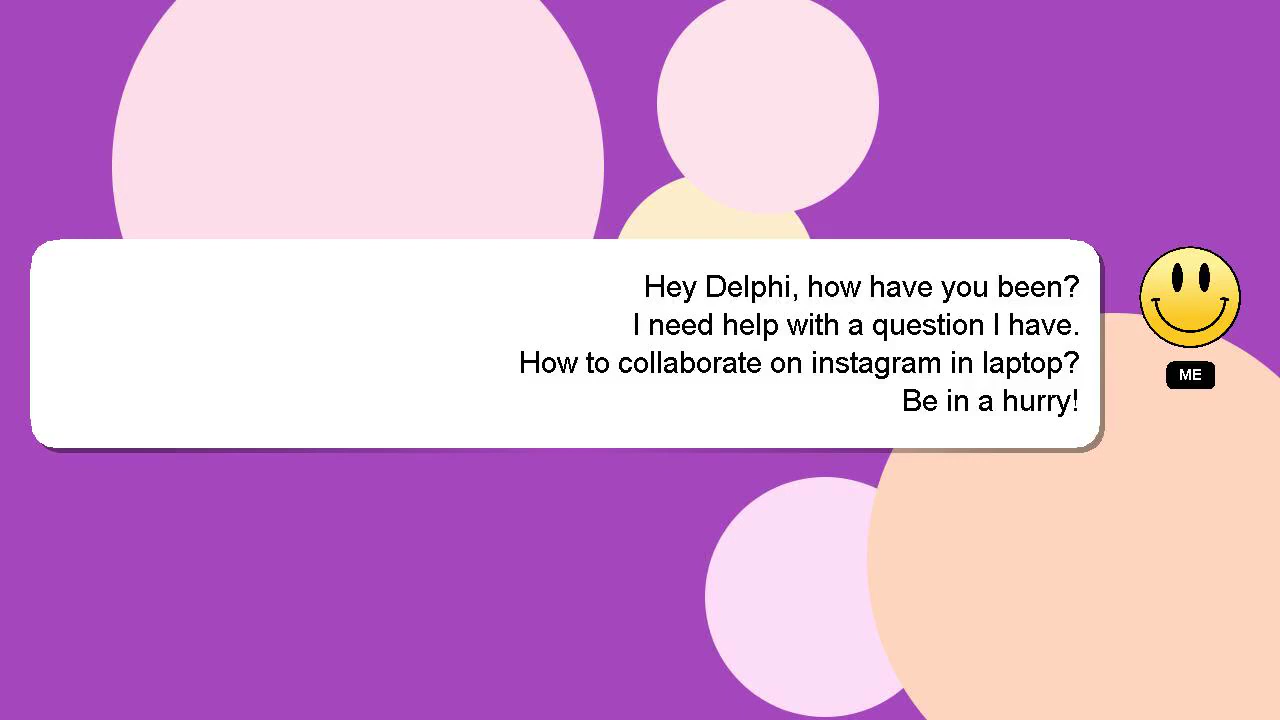 Hey Delphi, how have you been?
I need help with a question I have.
How to collaborate on instagram in laptop?
Be in a hurry!
ME